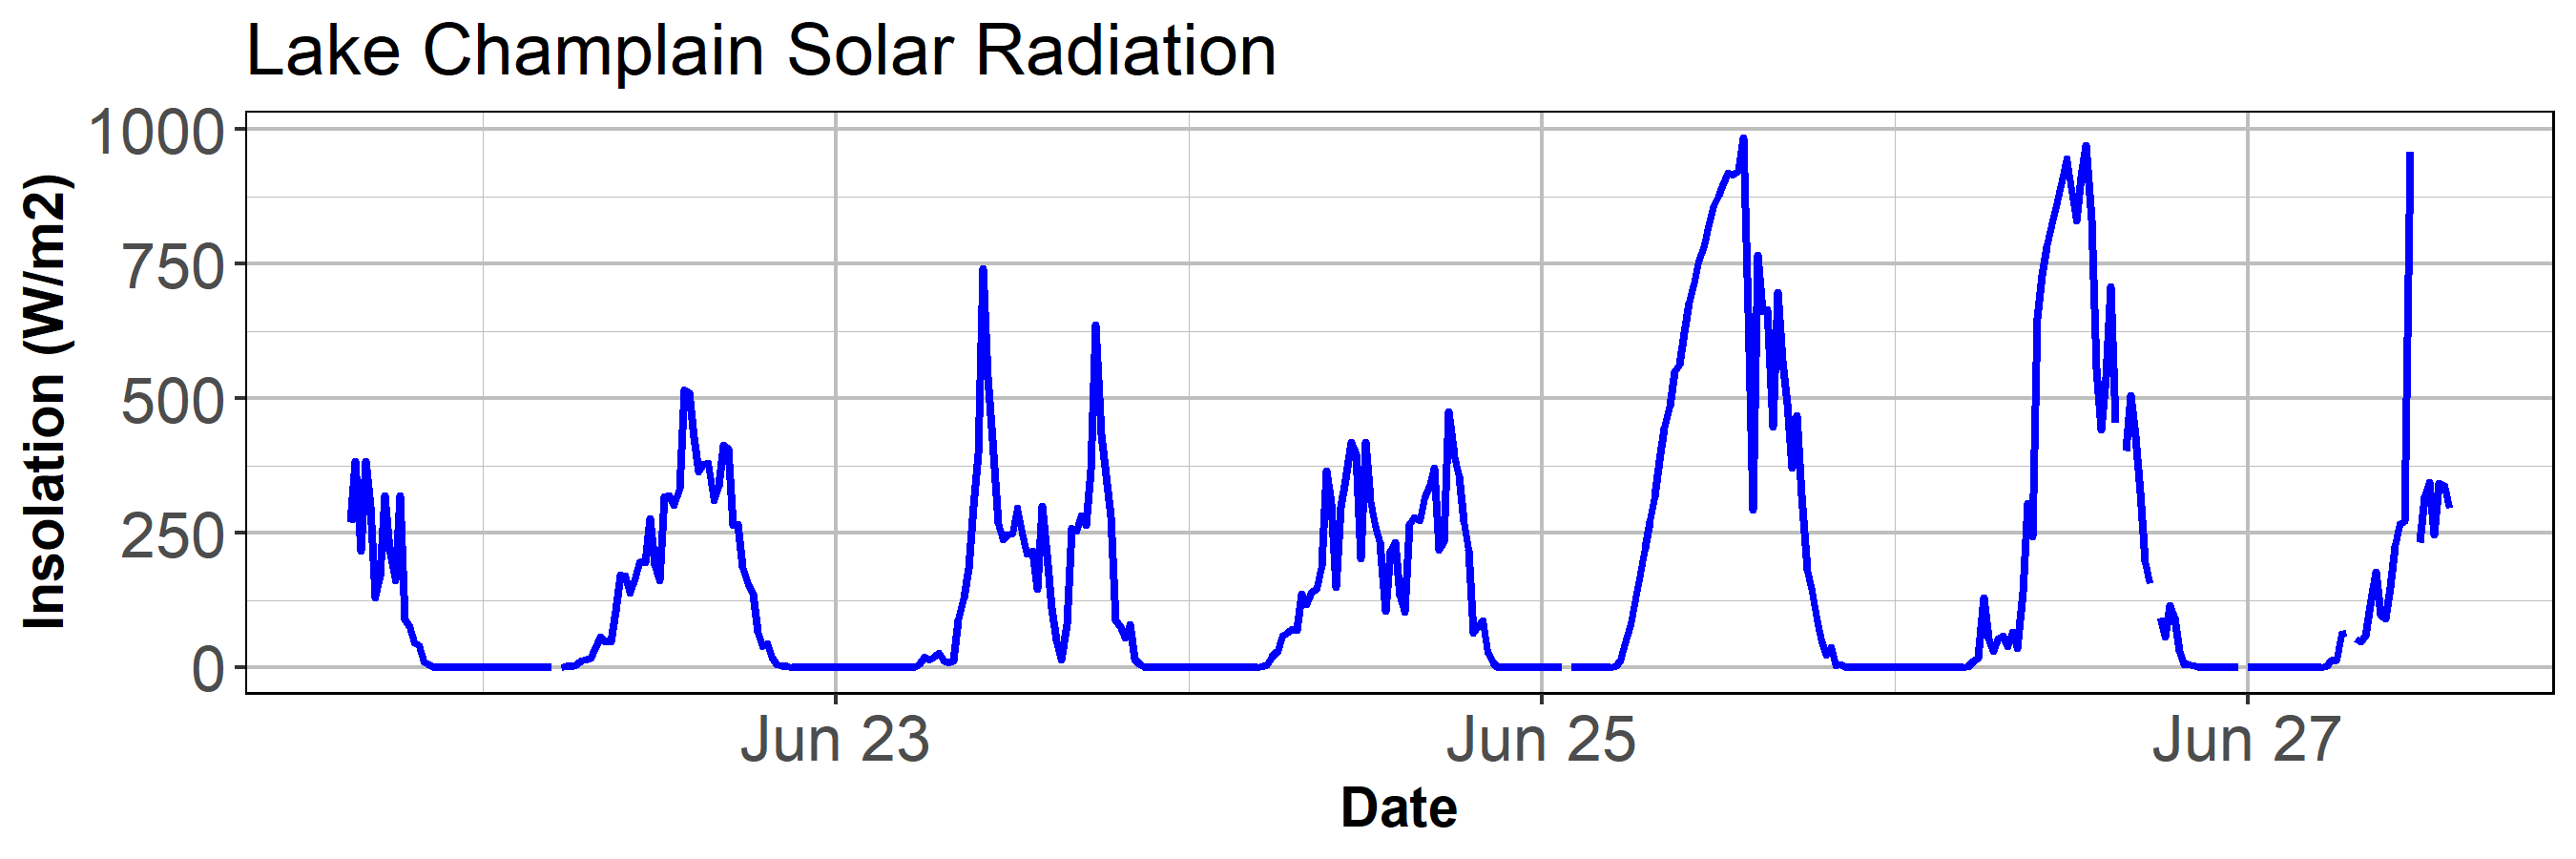 Lake Champlain Solar Radiation
Insolation (W/m2)
1000
750
500
250
0
Jun 23 Jun 25 Jun 27
Date